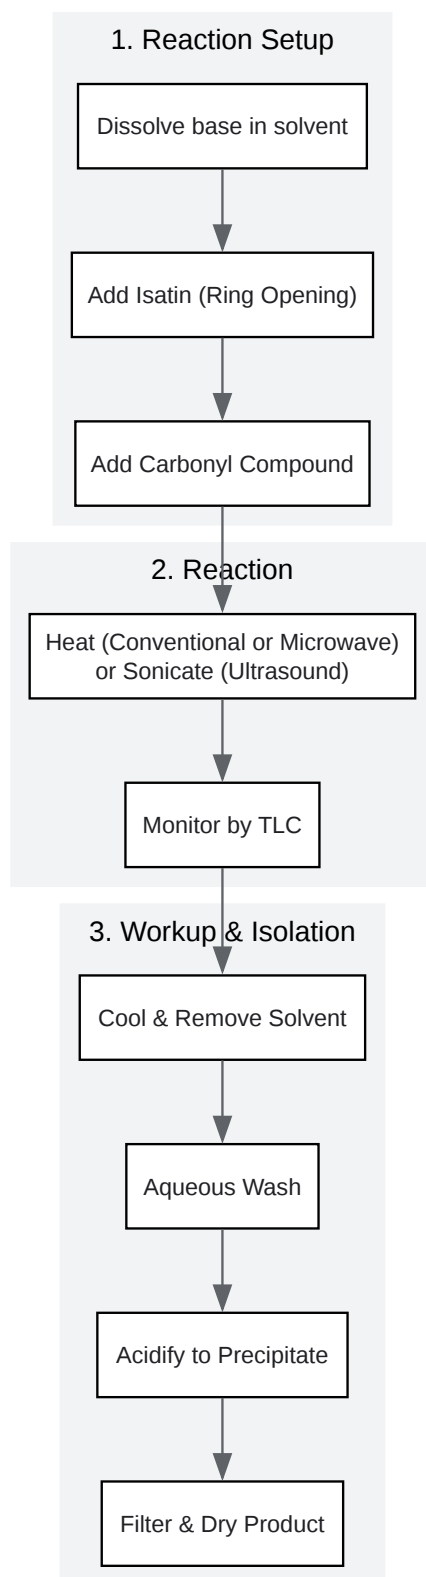 1. Reaction Setup
Dissolve base in solvent
Add Isatin (Ring Opening)
Add Carbonyl Compound
2. Reaction
Heat (Conventional or Microwave)
or Sonicate (Ultrasound)
Monitor by TLC
3. Workup & Isolation
Cool & Remove Solvent
Aqueous Wash
Acidify to Precipitate
Filter & Dry Product